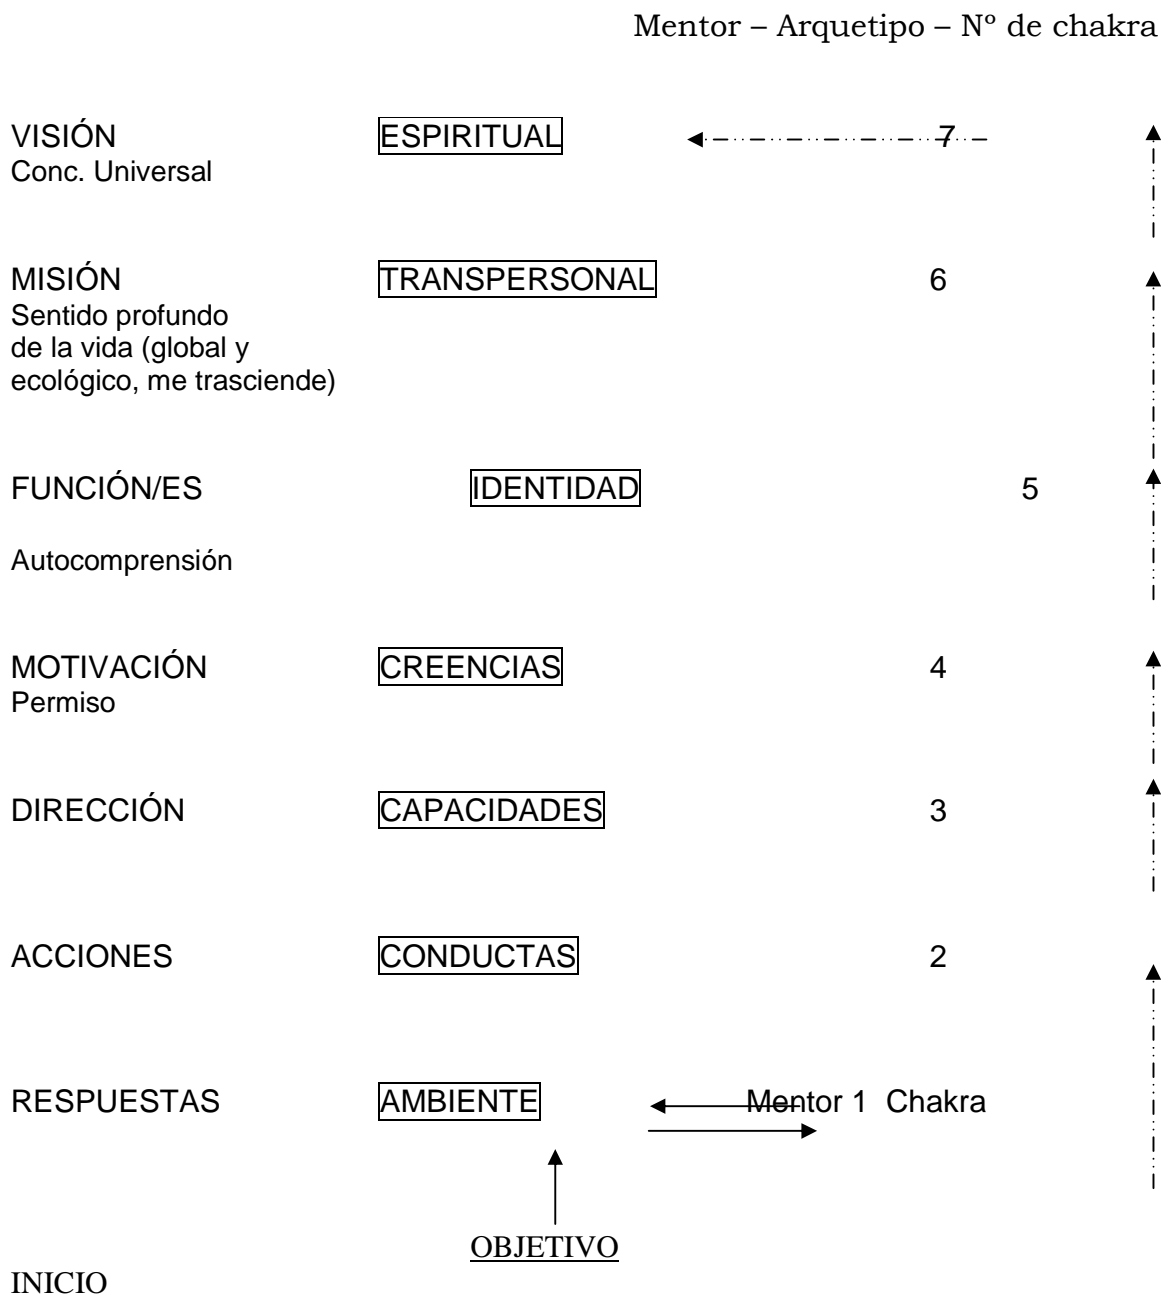 Mentor – Arquetipo – Nº de chakra
VISIÓN ESPIRITUAL 7
Conc. Universal
MISIÓN TRANSPERSONAL 6
Sentido profundo
de la vida (global y
ecológico, me trasciende)
FUNCIÓN/ES IDENTIDAD 5
Autocomprensión
MOTIVACIÓN CREENCIAS 4
Permiso
DIRECCIÓN CAPACIDADES 3
ACCIONES CONDUCTAS 2
RESPUESTAS AMBIENTE Mentor 1 Chakra
OBJETIVO
INICIO